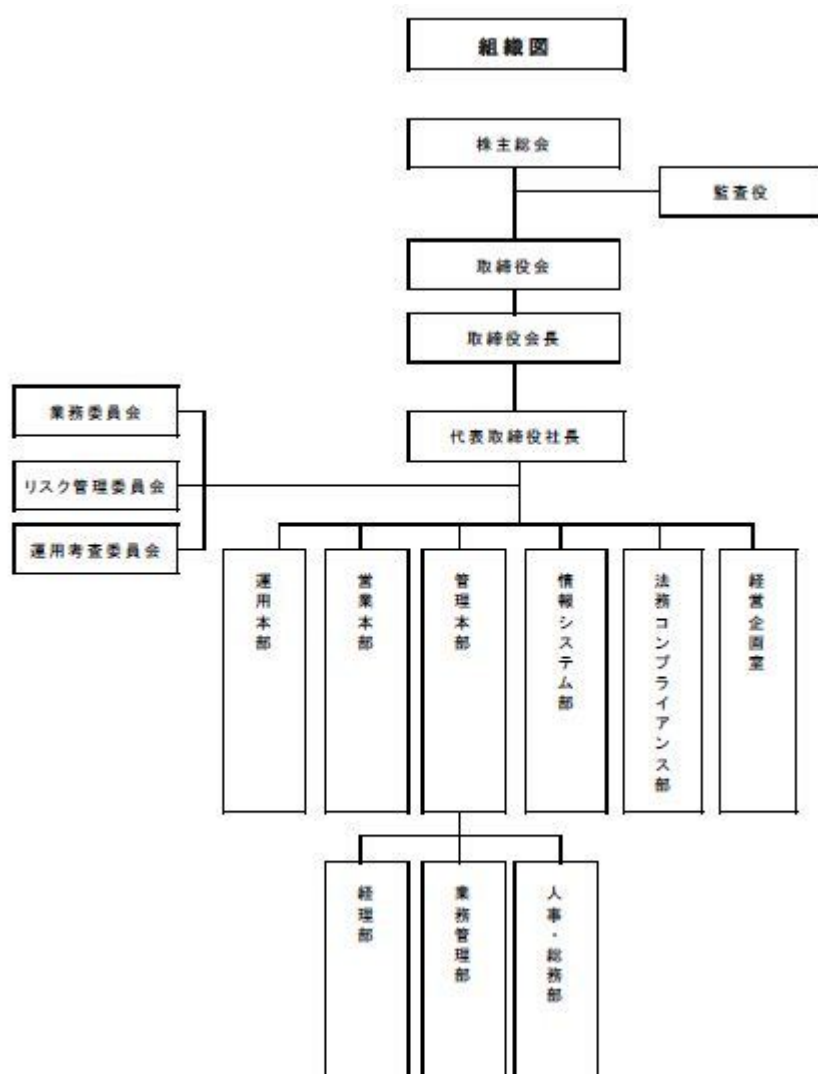 組織図
株主総会
監査役
取締役会
取締役会長
業務委員会
代表取締役社長
リスク管理委員会
運用考査委員会
運用本部
営業本部
管理本部
情報システム部
法務コンプライアンス部
経営企画室
経理部
業務管理部
人事・総務部